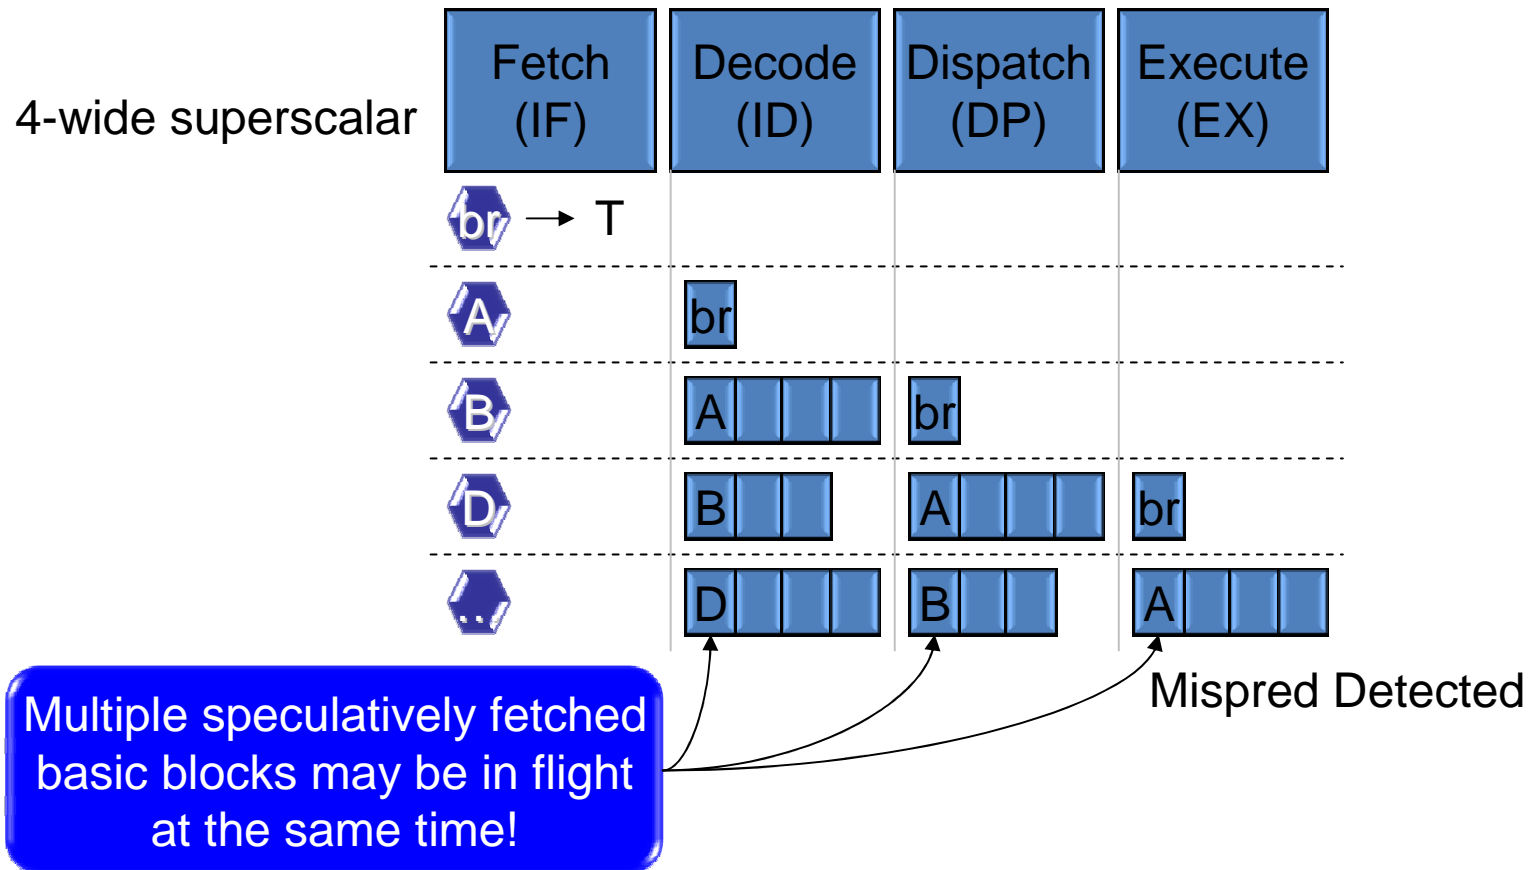 Fetch
(IF)
Decode
(ID)
Dispatch
(DP)
Execute
(EX)
4-wide superscalar
br T
A br
B A br
D B A br
.. D B A
Mispred Detected
Multiple speculatively fetched
basic blocks may be in flight
at the same time!